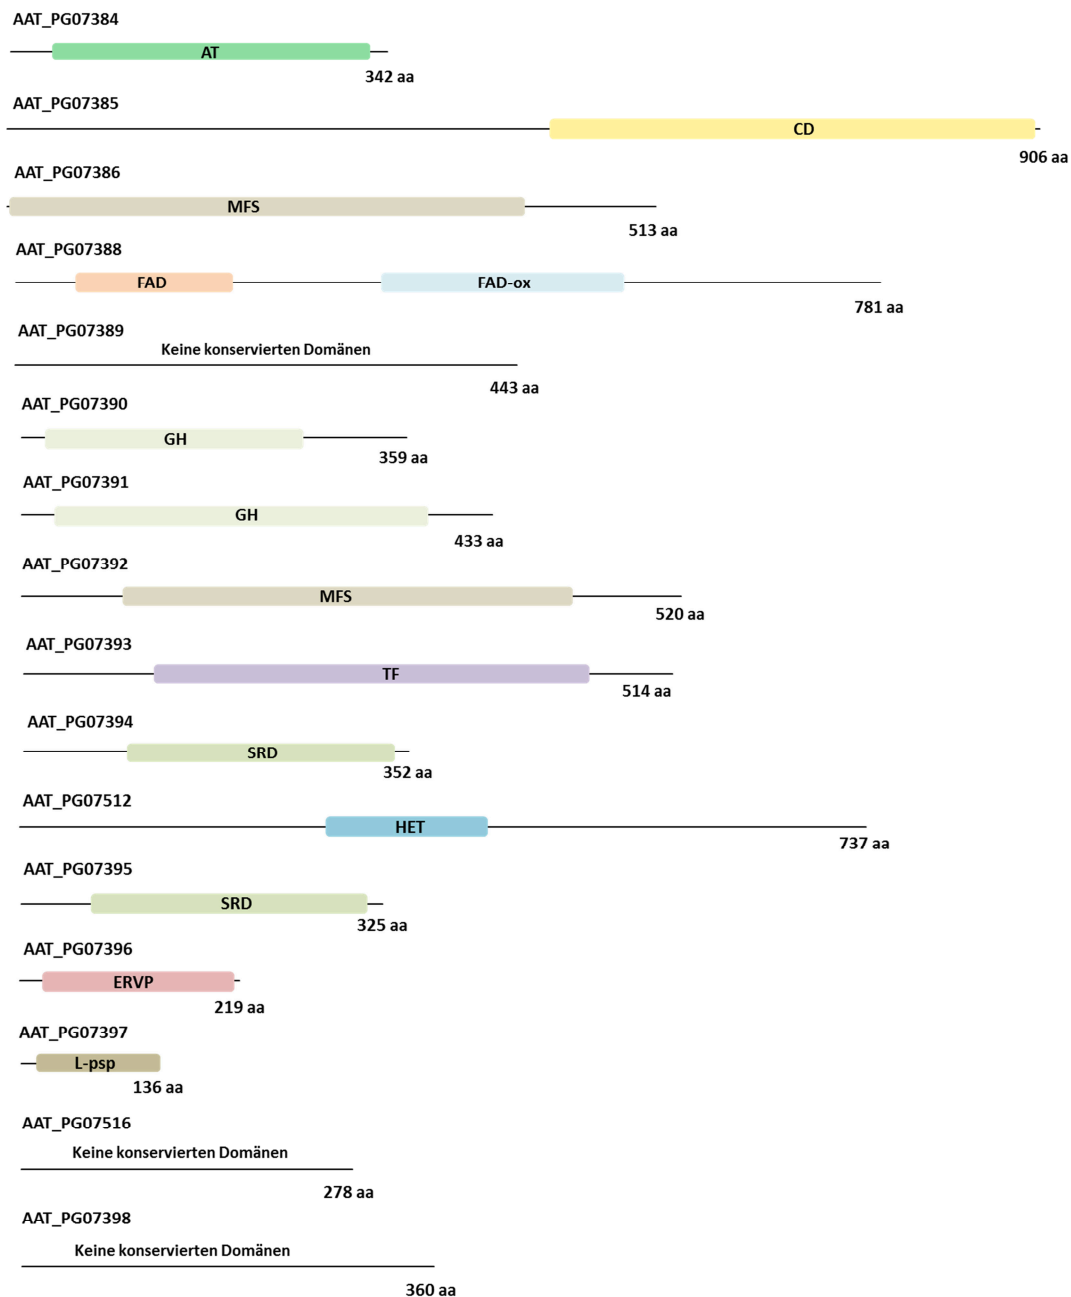 AAT_PG07384
AT
342 aa
AAT_PG07385
CD
906 aa
AAT_PG07386
MFS
513 aa
AAT_PG07388
FAD FAD-ox
781 aa
AAT_PG07389
Keine konservierten Domänen
443 aa
AAT_PG07390
GH
359 aa
AAT_PG07391
GH
433 aa
AAT_PG07392
MFS
520 aa
AAT_PG07393
TF
514 aa
AAT_PG07394
SRD
352 aa
AAT_PG07512
HET
737 aa
AAT_PG07395
SRD
325 aa
AAT_PG07396
ERVP
219 aa
AAT_PG07397
L-psp
136 aa
AAT_PG07516
Keine konservierten Domänen
278 aa
AAT_PG07398
Keine konservierten Domänen
360 aa